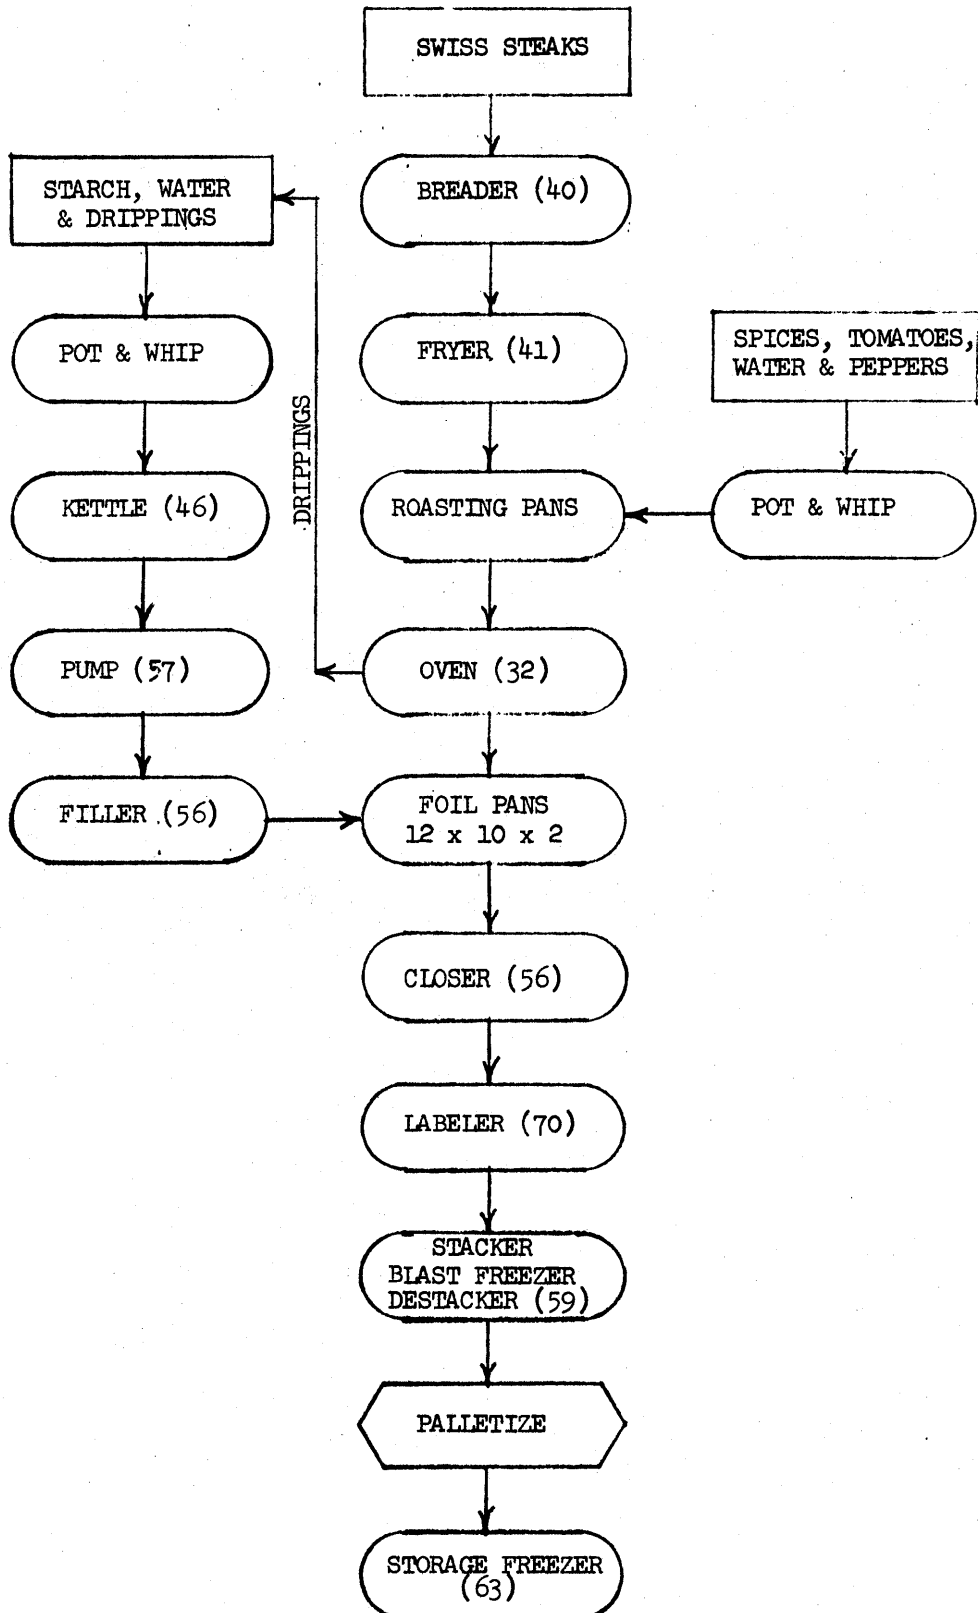 SWISS STEAKS
STARCH, WATER
& DRIPPINGS
BREADER (40)
POT & WHIP
FRYER (41)
SPICES, TOMATOES,
WATER & PEPPERS
DRIPPINGS
KETTLE (46)
ROASTING PANS
POT & WHIP
PUMP (57)
OVEN (32)
FILLER (56)
FOIL PANS
12 x 10 x 2
CLOSER (56)
LABELER (70)
STACKER
BLAST FREEZER
DESTACKER (59)
PALLETIZE
STORAGE FREEZER
(63)